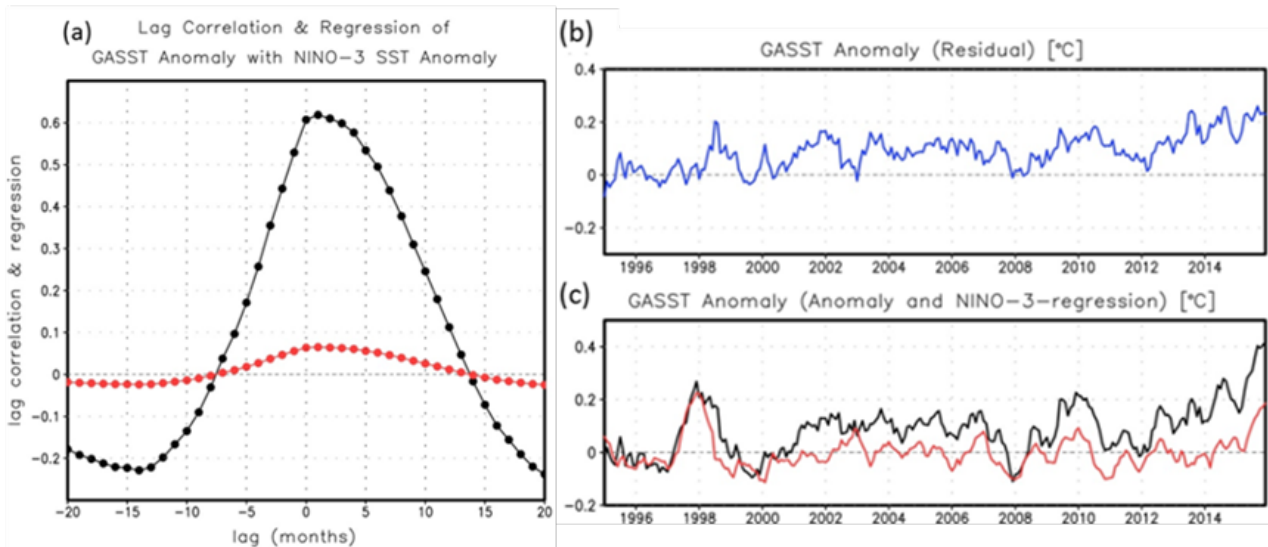 (a)
Lag Correlation & Regression of
GASST Anomaly with NINO-3 SST Anomaly
lag correlation & regression
0.6
0.5
0.4
0.3
0.2
0.1
0
-0.1
-0.2
-20 -15 -10 -5 0 5 10 15 20
lag (months)
(b)
GASST Anomaly (Residual) [°C]
0.4
0.2
0
-0.2
1996 1998 2000 2002 2004 2006 2008 2010 2012 2014
(c)
GASST Anomaly (Anomaly and NINO-3-regression) [°C]
0.4
0.2
0
-0.2
1996 1998 2000 2002 2004 2006 2008 2010 2012 2014